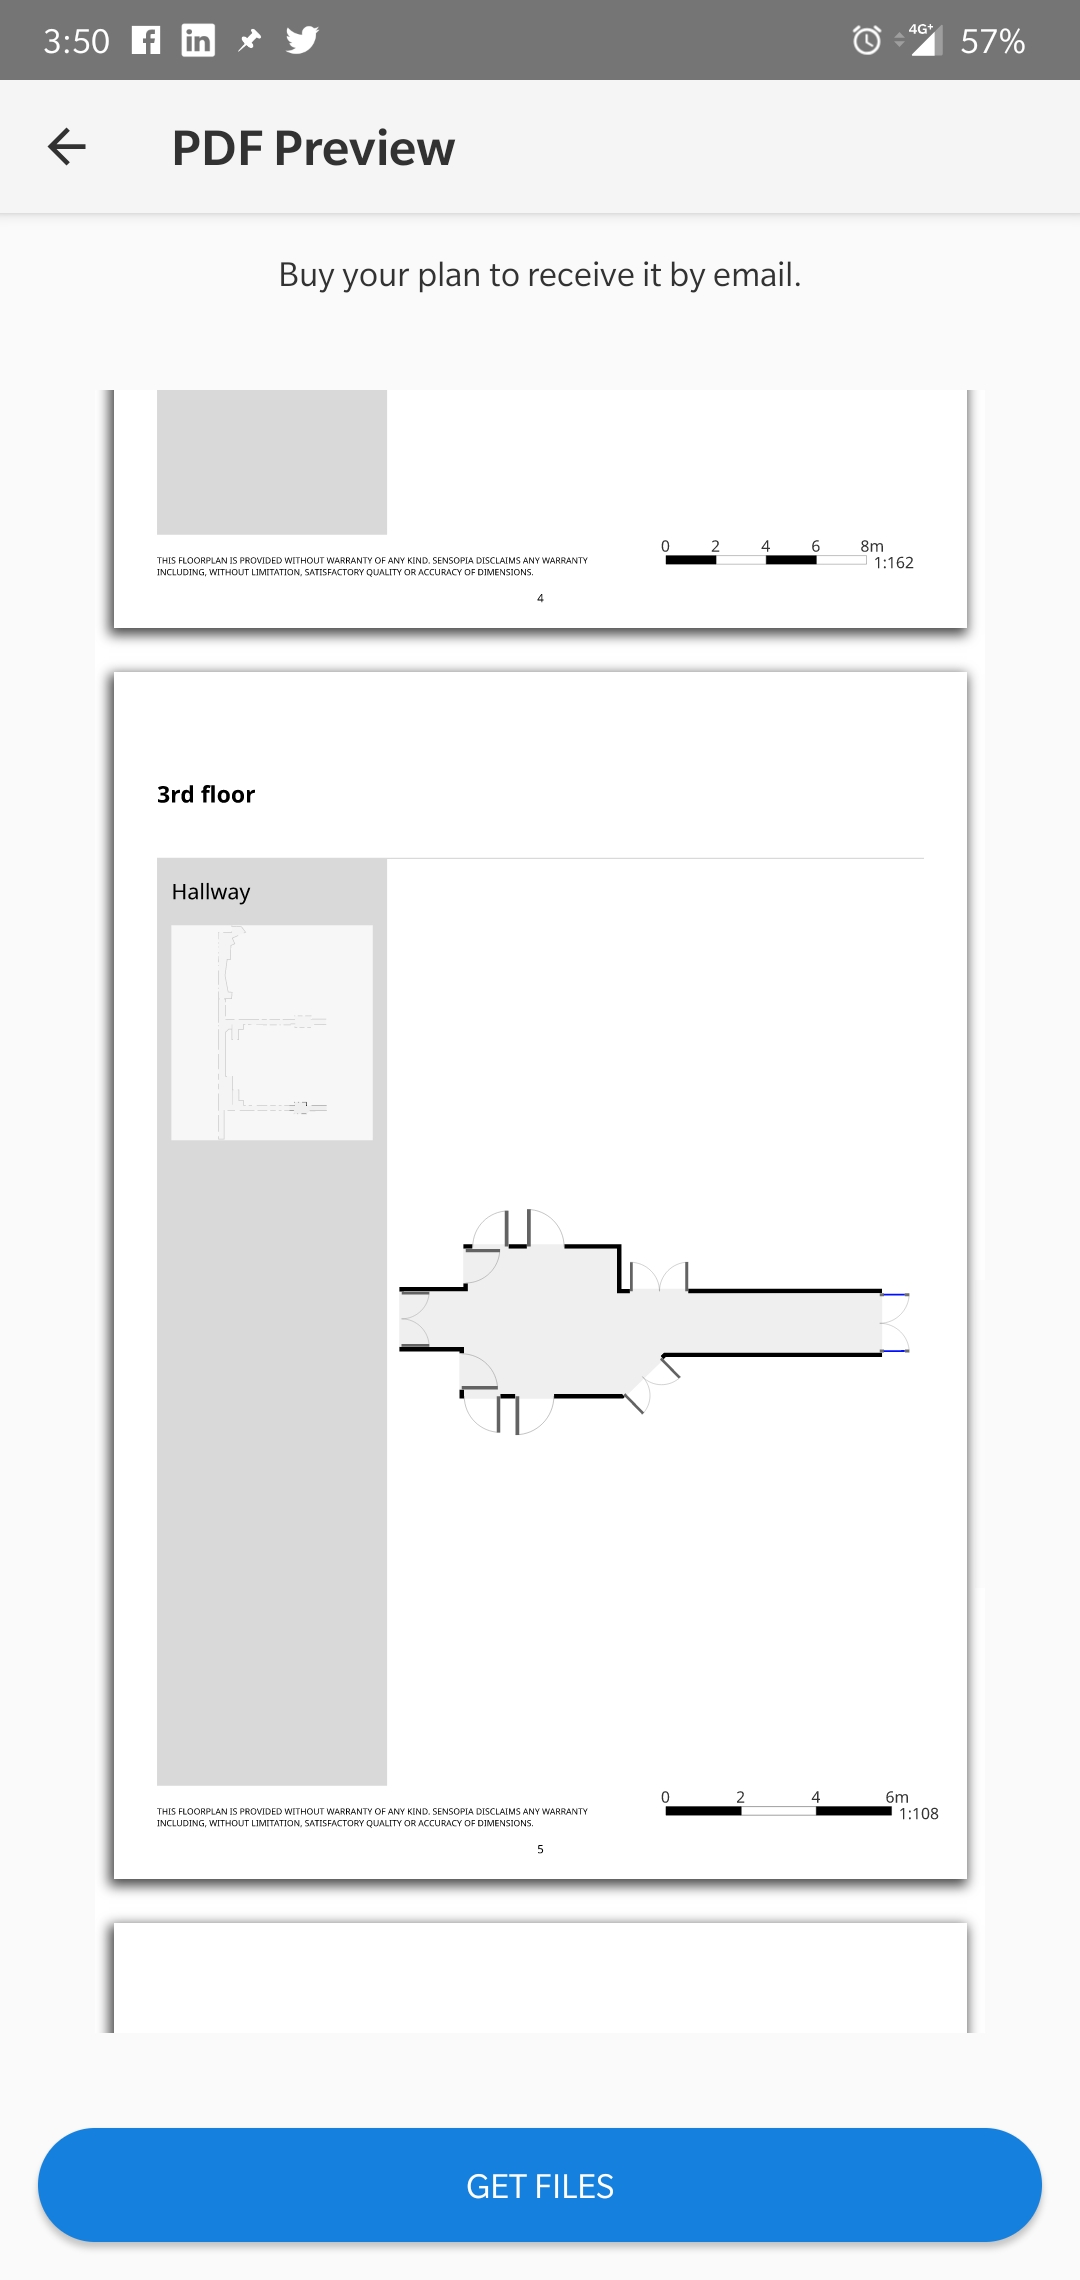 3:50 4G+ 57%
PDF Preview
Buy your plan to receive it by email.
0 2 4 6 8m
1:162
THIS FLOORPLAN IS PROVIDED WITHOUT WARRANTY OF ANY KIND. SENSOPIA DISCLAIMS ANY WARRANTY
INCLUDING, WITHOUT LIMITATION, SATISFACTORY QUALITY OR ACCURACY OF DIMENSIONS.
4
3rd floor
Hallway
0 2 4 6m
1:108
THIS FLOORPLAN IS PROVIDED WITHOUT WARRANTY OF ANY KIND. SENSOPIA DISCLAIMS ANY WARRANTY
INCLUDING, WITHOUT LIMITATION, SATISFACTORY QUALITY OR ACCURACY OF DIMENSIONS.
5
GET FILES